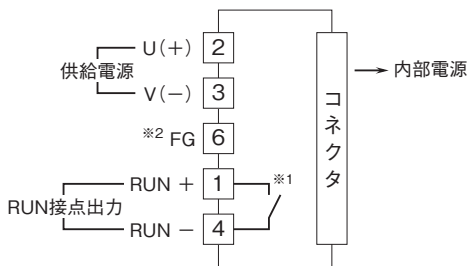 U(+) 2
供給電源
V(−) 3
内部電源
※2 FG 6
コネクタ
RUN + 1
※1
RUN接点出力
RUN − 4